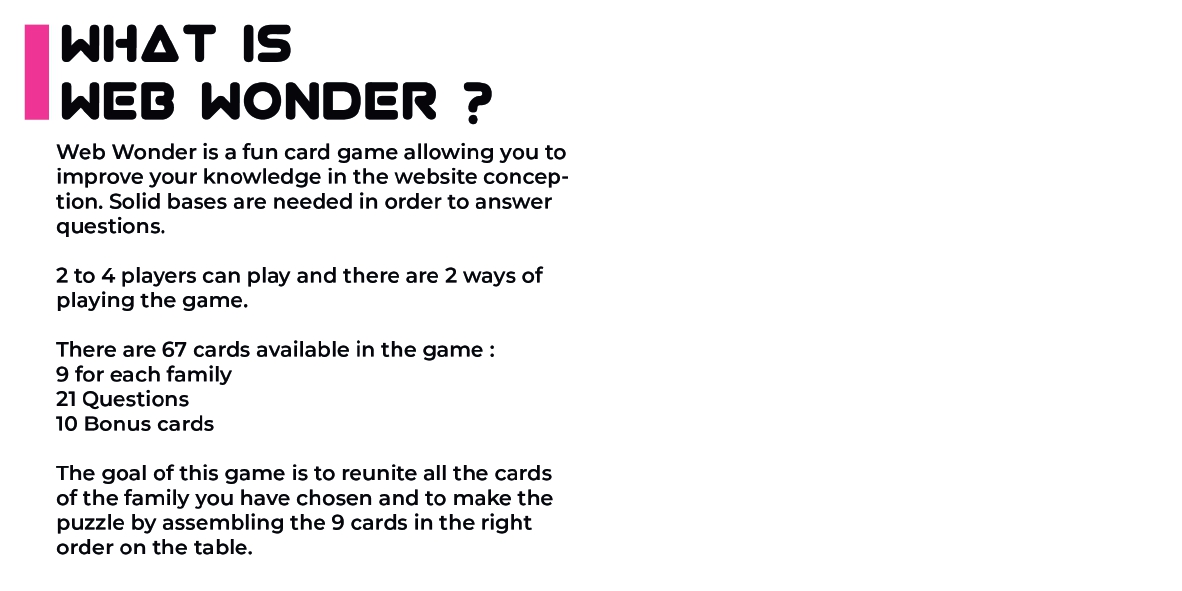 WHAT IS
WEB WONDER ?
Web Wonder is a fun card game allowing you to
improve your knowledge in the website concep-
tion. Solid bases are needed in order to answer
questions.
2 to 4 players can play and there are 2 ways of
playing the game.
There are 67 cards available in the game :
9 for each family
21 Questions
10 Bonus cards
The goal of this game is to reunite all the cards
of the family you have chosen and to make the
puzzle by assembling the 9 cards in the right
order on the table.